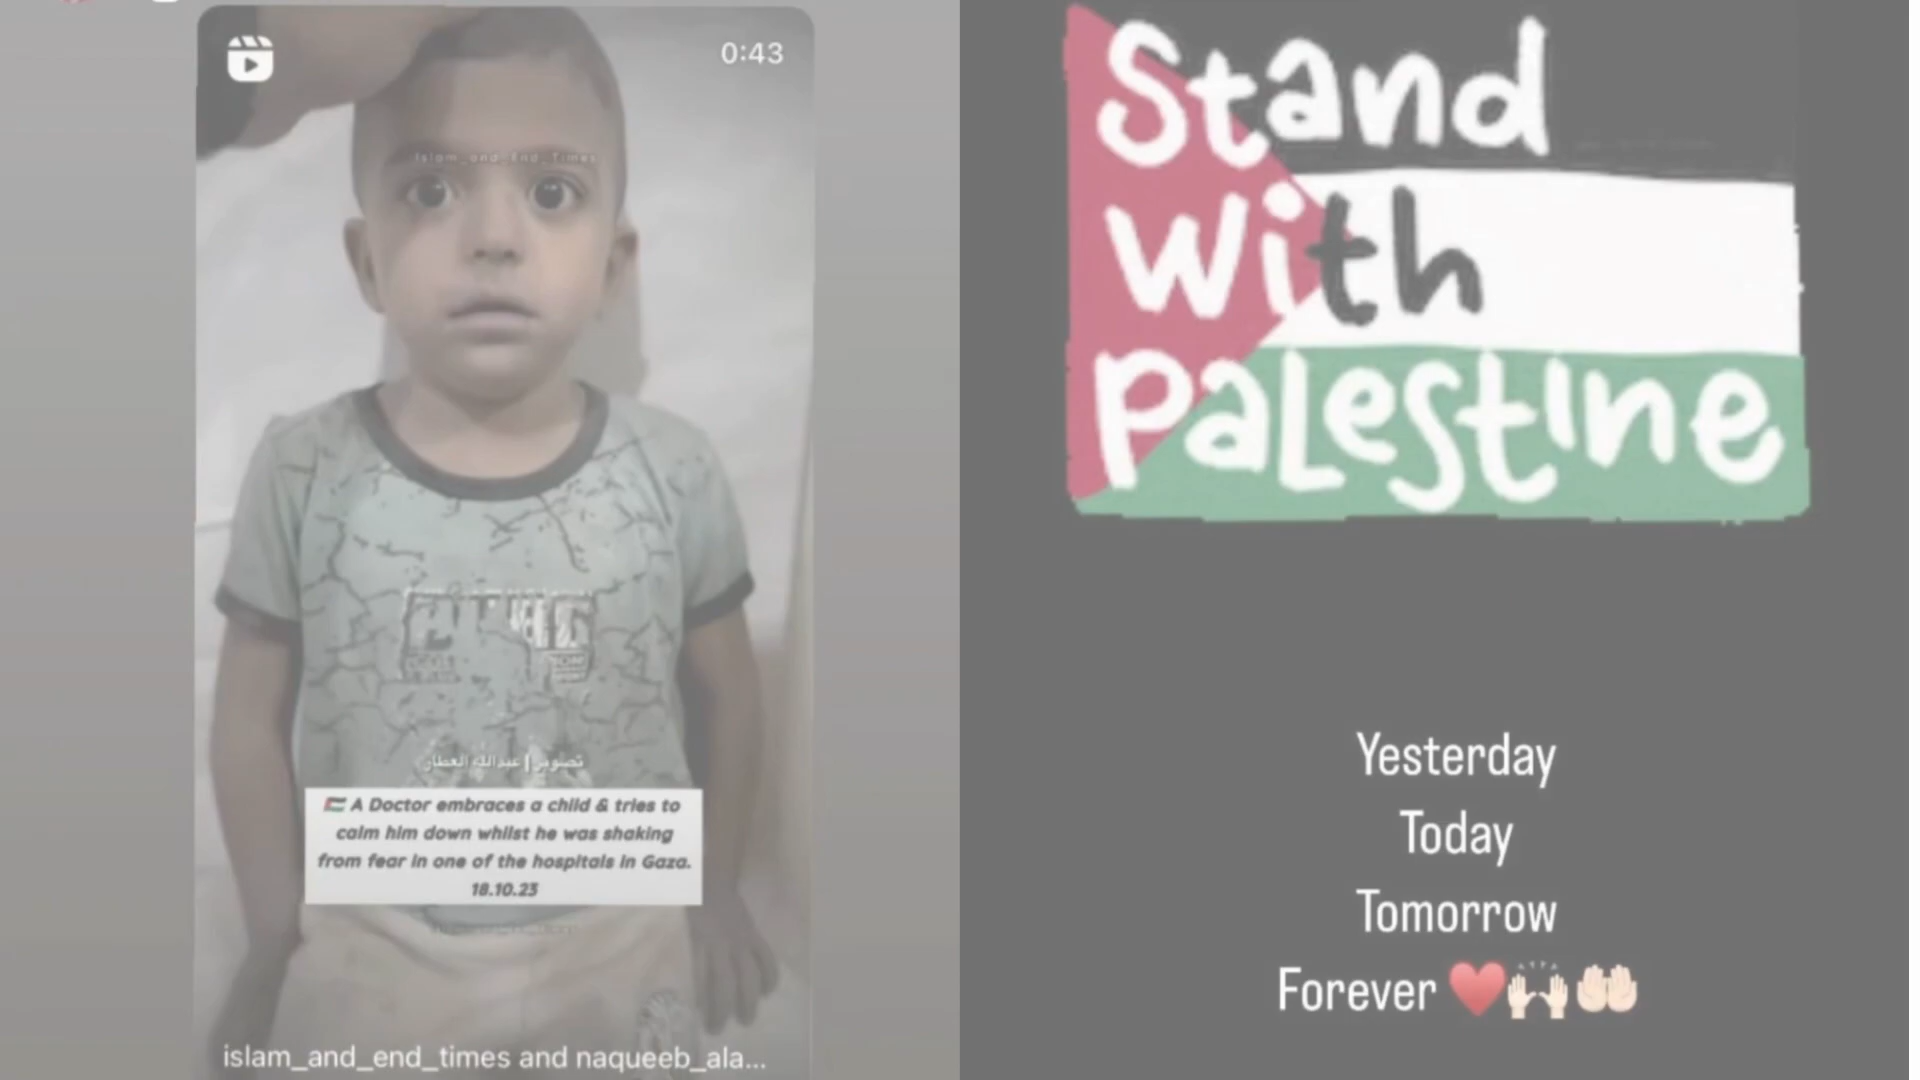 0:43
Islam_and_End_Times
تصوير | عبدالله العطار
A Doctor embraces a child & tries to
calm him down whilst he was shaking
from fear in one of the hospitals in Gaza.
18.10.23
islam_and_end_times and naqueeb_ala...
Stand
With
Palestine
Yesterday
Today
Tomorrow
Forever